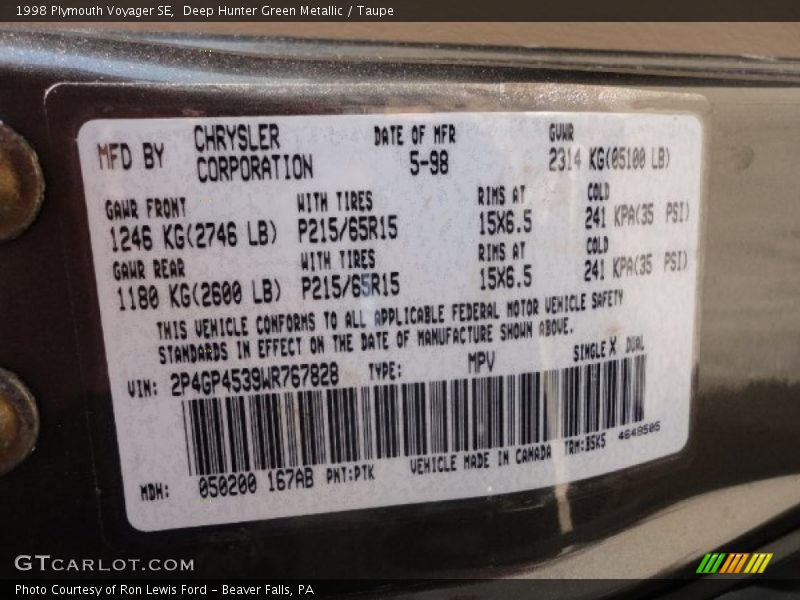 1998 Plymouth Voyager SE,  Deep Hunter Green Metallic / Taupe
MFD BY CHRYSLER CORPORATION DATE OF MFR 5-98 GVWR 2314 KG(05100 LB)
GAWR FRONT WITH TIRES RIMS AT COLD
1246 KG(2746 LB) P215/65R15 15X6.5 241 KPA(35 PSI)
GAWR REAR WITH TIRES RIMS AT COLD
1180 KG(2600 LB) P215/65R15 15X6.5 241 KPA(35 PSI)
THIS VEHICLE CONFORMS TO ALL APPLICABLE FEDERAL MOTOR VEHICLE SAFETY
STANDARDS IN EFFECT ON THE DATE OF MANUFACTURE SHOWN ABOVE.
VIN: 2P4GP4539WR767828 TYPE: MPV SINGLE X DUAL
MDH: 050200 167AB PNT:PTK VEHICLE MADE IN CANADA TRM:B5K5 4648505
GTCARLOT.COM
Photo Courtesy of Ron Lewis Ford – Beaver Falls, PA